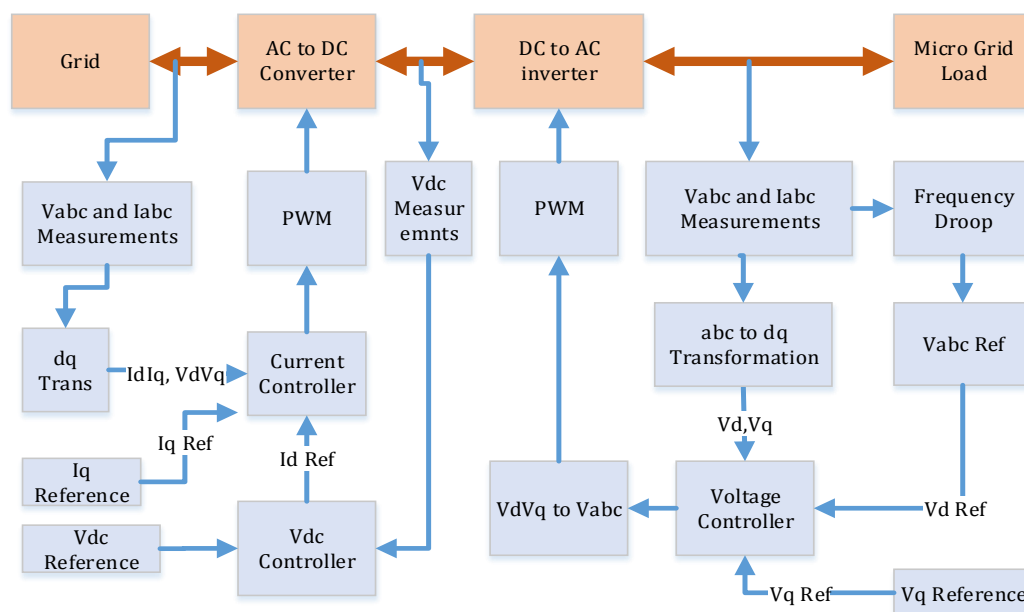 Grid
AC to DC
Converter
DC to AC
inverter
Micro Grid
Load
Vabc and Iabc
Measurements
PWM
Vdc
Measur
emnts
PWM
Vabc and Iabc
Measurements
Frequency
Droop
dq
Trans
IdIq, VdVq
Current
Controller
abc to dq
Transformation
Vabc Ref
Iq Ref
Id Ref
Vd,Vq
Iq
Reference
Vdc
Reference
Vdc
Controller
VdVq to Vabc
Voltage
Controller
Vd Ref
Vq Ref
Vq Reference